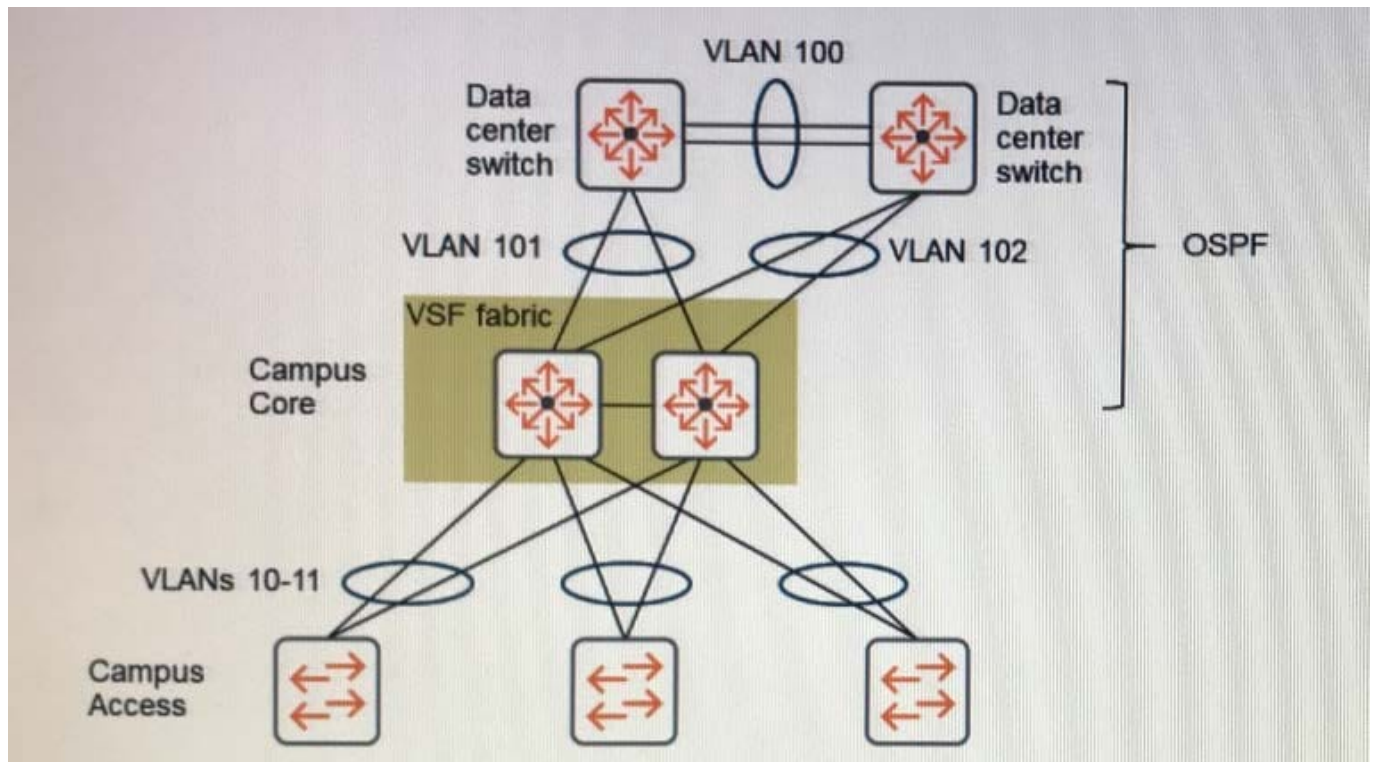 VLAN 100
Data
center
switch
Data
center
switch
VLAN 101
VLAN 102
OSPF
VSF fabric
Campus
Core
VLANs 10-11
Campus
Access